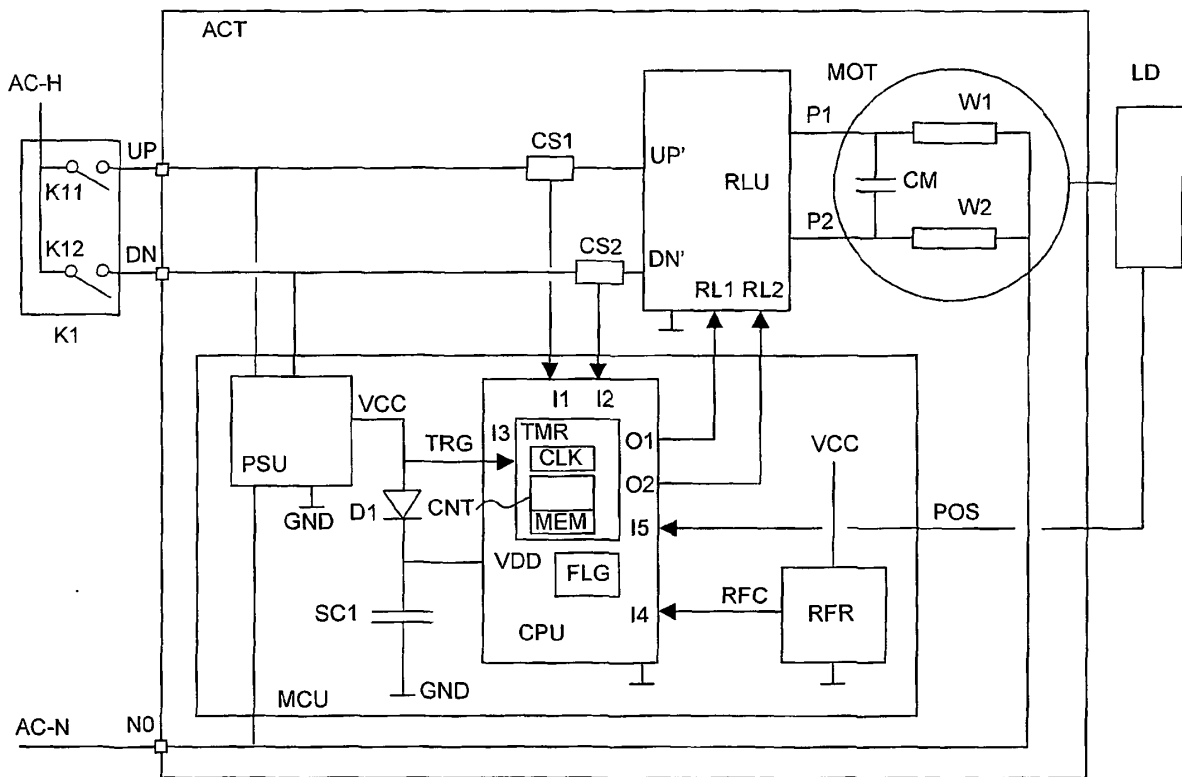 ACT
AC-H
MOT
LD
W1
P1
UP
CS1
UP'
RLU
CM
K11
W2
P2
K12
DN
CS2
DN'
RL1 RL2
K1
VCC
I1 I2
I3
TMR
O1
VCC
TRG
CLK
PSU
O2
GND
D1
CNT
MEM
I5
POS
VDD
FLG
RFC
SC1
I4
RFR
CPU
GND
MCU
AC-N
N0